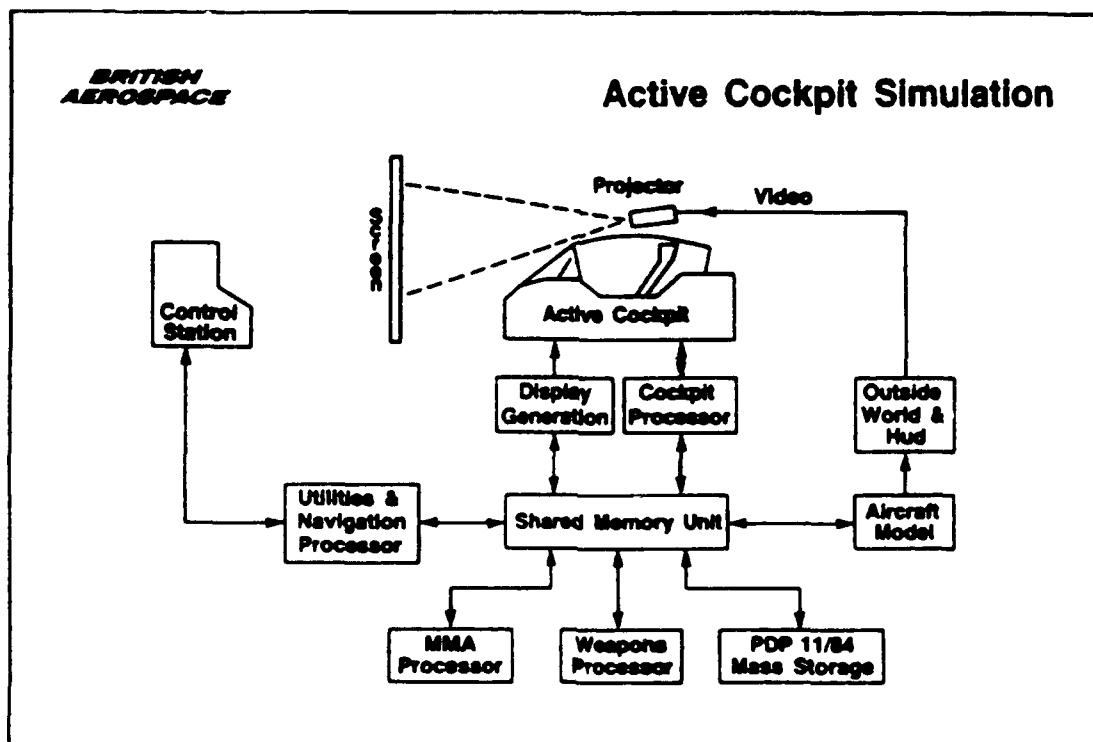 BRITISH
AEROSPACE
Active Cockpit Simulation
Projector
Video
Screen
Control
Station
Active Cockpit
Display
Generation
Cockpit
Processor
Outside
World &
Hud
Utilities &
Navigation
Processor
Shared Memory Unit
Aircraft
Model
MMA
Processor
Weapons
Processor
PDP 11/84
Mass Storage